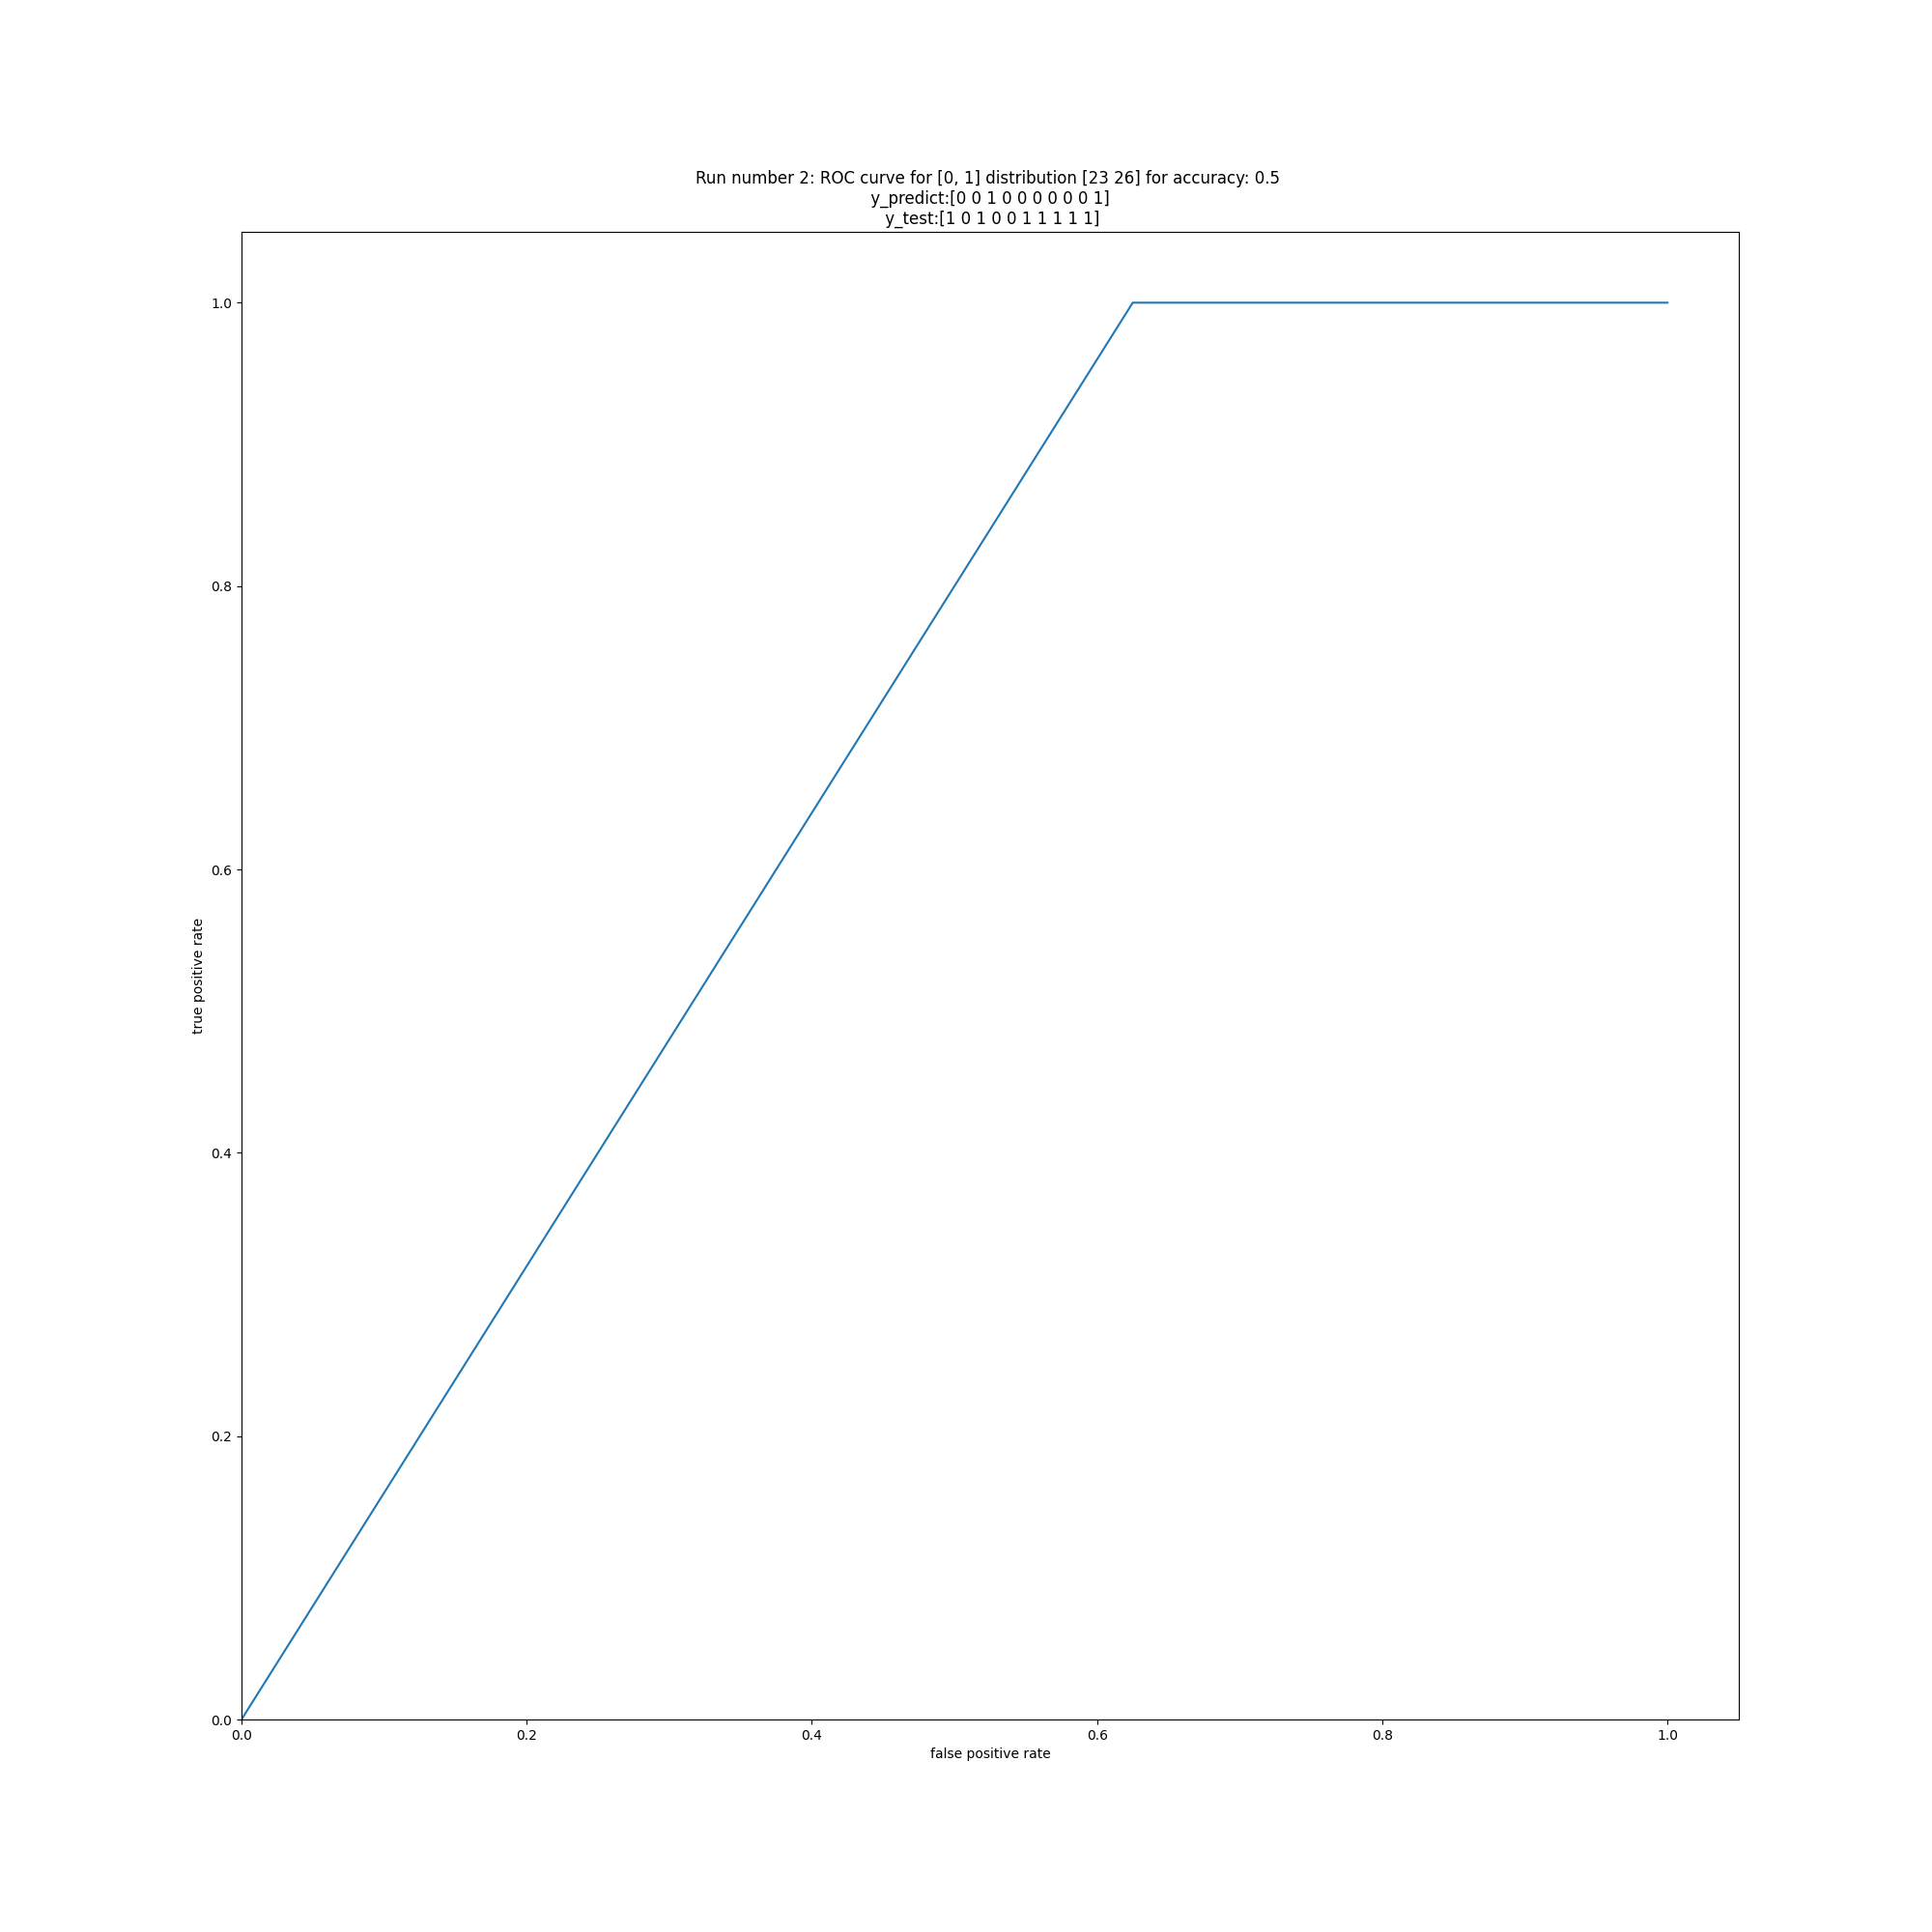 Run number 2: ROC curve for [0, 1] distribution [23 26] for accuracy: 0.5
y_predict:[0 0 1 0 0 0 0 0 0 1]
y_test:[1 0 1 0 0 1 1 1 1 1]
1.0
0.8
0.6
0.4
0.2
0.0
true positive rate
0.0 0.2 0.4 0.6 0.8 1.0
false positive rate